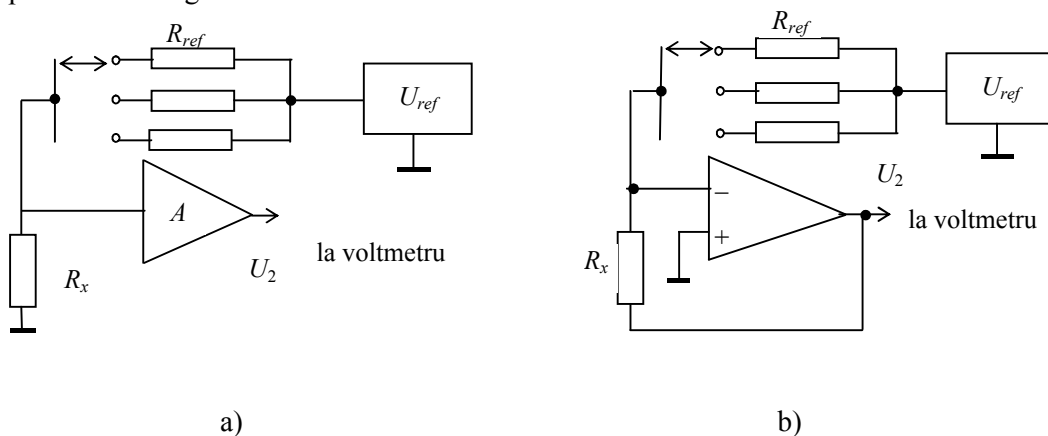 R_ref
U_ref
A
U_2
la voltmetru
R_x
a)
R_ref
U_ref
U_2
−
la voltmetru
+
R_x
b)